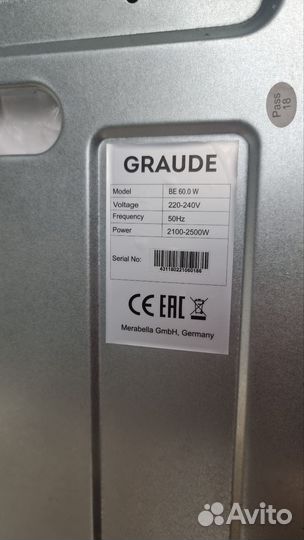 Pass
18
GRAUDE
Model BE 60.0 W
Voltage 220-240V
Frequency 50Hz
Power 2100-2500W
Serial No:
431180221560186
CE EAC
Merabella GmbH, Germany
Avito